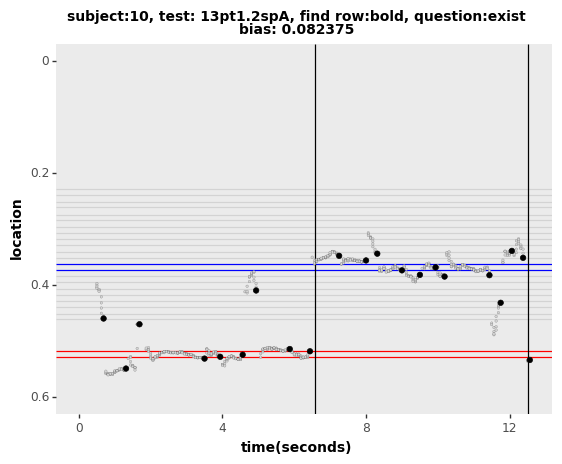 subject:10, test: 13pt1.2spA, find row:bold, question:exist
bias: 0.082375
0
0.2
0.4
0.6
location
0
4
8
12
time(seconds)